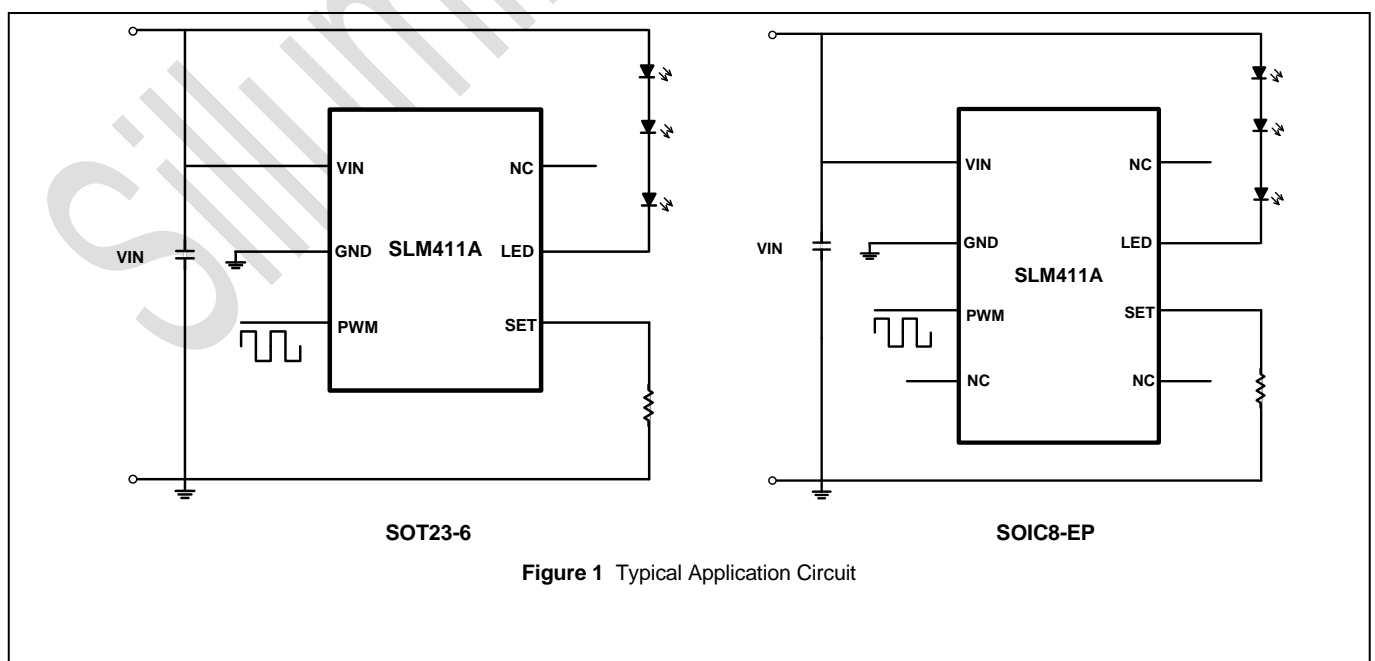 VIN
NC
VIN
GND
SLM411A
LED
PWM
SET
SOT23-6
VIN
NC
VIN
GND
LED
SLM411A
PWM
SET
NC
NC
SOIC8-EP
Figure 1 Typical Application Circuit